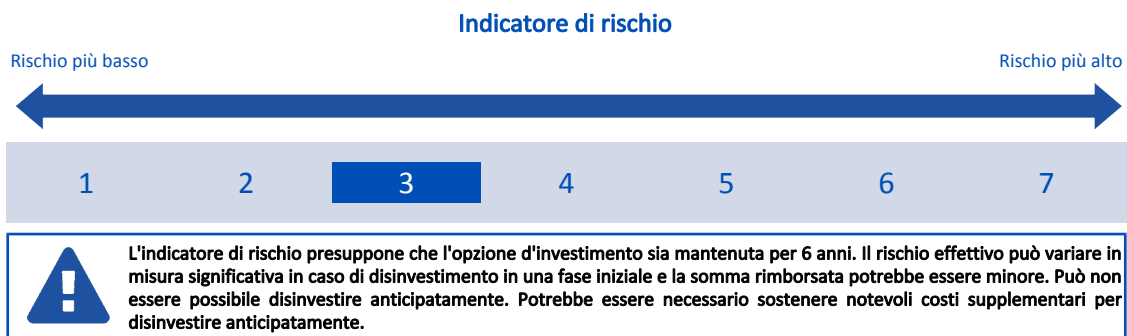 Indicatore di rischio
Rischio più basso
Rischio più alto
1 2 3 4 5 6 7
L'indicatore di rischio presuppone che l'opzione d'investimento sia mantenuta per 6 anni. Il rischio effettivo può variare in
misura significativa in caso di disinvestimento in una fase iniziale e la somma rimborsata potrebbe essere minore. Può non
essere possibile disinvestire anticipatamente. Potrebbe essere necessario sostenere notevoli costi supplementari per
disinvestire anticipatamente.